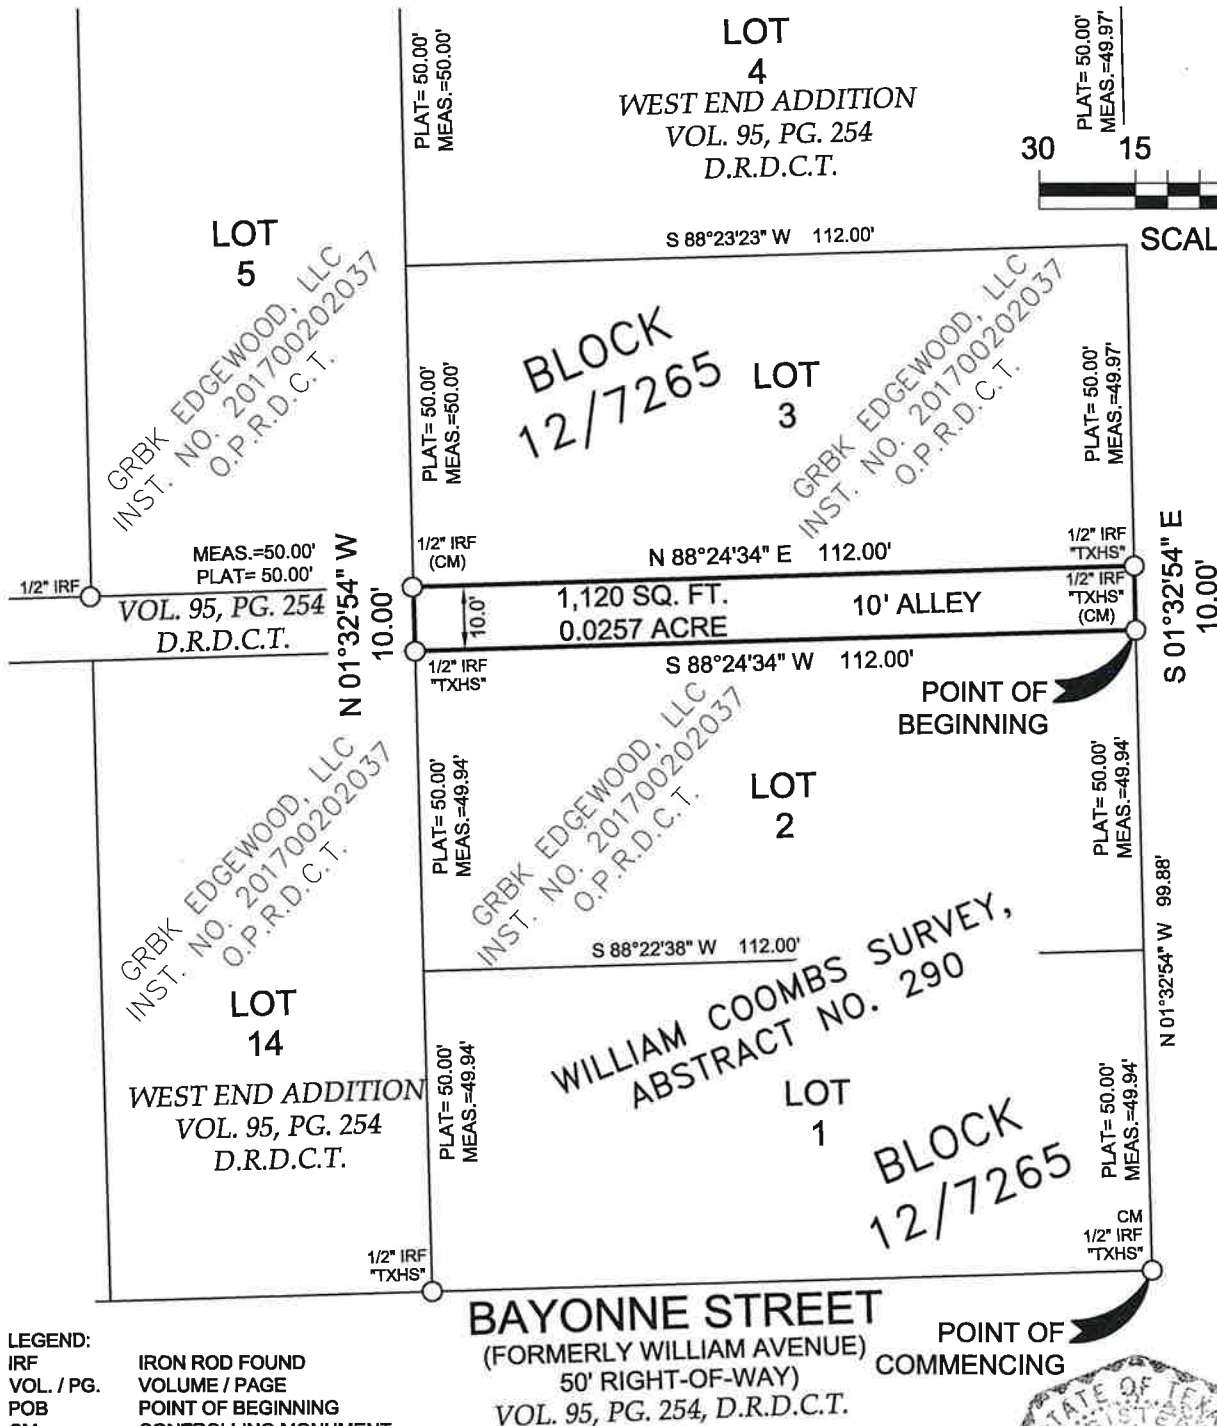 PLAT= 50.00'
MEAS.=50.00'
LOT
4
WEST END ADDITION
VOL. 95, PG. 254
D.R.D.C.T.
PLAT= 50.00'
MEAS.=49.97'
30 15
SCAL
S 88°23'23" W 112.00'
LOT
5
GRBK EDGEWOOD, LLC
INST. NO. 201700202037
O.P.R.D.C.T.
BLOCK
12/7265
LOT
3
GRBK EDGEWOOD, LLC
INST. NO. 201700202037
O.P.R.D.C.T.
PLAT= 50.00'
MEAS.=50.00'
PLAT= 50.00'
MEAS.=49.97'
MEAS.=50.00'
PLAT= 50.00'
1/2" IRF
VOL. 95, PG. 254
D.R.D.C.T.
N 01°32'54" W
10.00'
1/2" IRF
(CM)
N 88°24'34" E 112.00'
1/2" IRF
"TXHS"
1/2" IRF
"TXHS"
(CM)
S 01°32'54" E
10.00'
10.0'
1,120 SQ. FT.
0.0257 ACRE
10' ALLEY
1/2" IRF
"TXHS"
S 88°24'34" W 112.00'
POINT OF
BEGINNING
GRBK EDGEWOOD, LLC
INST. NO. 201700202037
O.P.R.D.C.T.
PLAT= 50.00'
MEAS.=49.94'
GRBK EDGEWOOD, LLC
INST. NO. 201700202037
O.P.R.D.C.T.
LOT
2
PLAT= 50.00'
MEAS.=49.94'
N 01°32'54" W 99.88'
S 88°22'38" W 112.00'
WILLIAM COOMBS SURVEY,
ABSTRACT NO. 290
LOT
14
WEST END ADDITION
VOL. 95, PG. 254
D.R.D.C.T.
PLAT= 50.00'
MEAS.=49.94'
LOT
1
BLOCK
12/7265
PLAT= 50.00'
MEAS.=49.94'
CM
1/2" IRF
"TXHS"
1/2" IRF
"TXHS"
BAYONNE STREET
(FORMERLY WILLIAM AVENUE)
50' RIGHT-OF-WAY)
VOL. 95, PG. 254, D.R.D.C.T.
POINT OF
COMMENCING
LEGEND:
IRF IRON ROD FOUND
VOL. / PG. VOLUME / PAGE
POB POINT OF BEGINNING
CM CONTROLLING MONUMENT